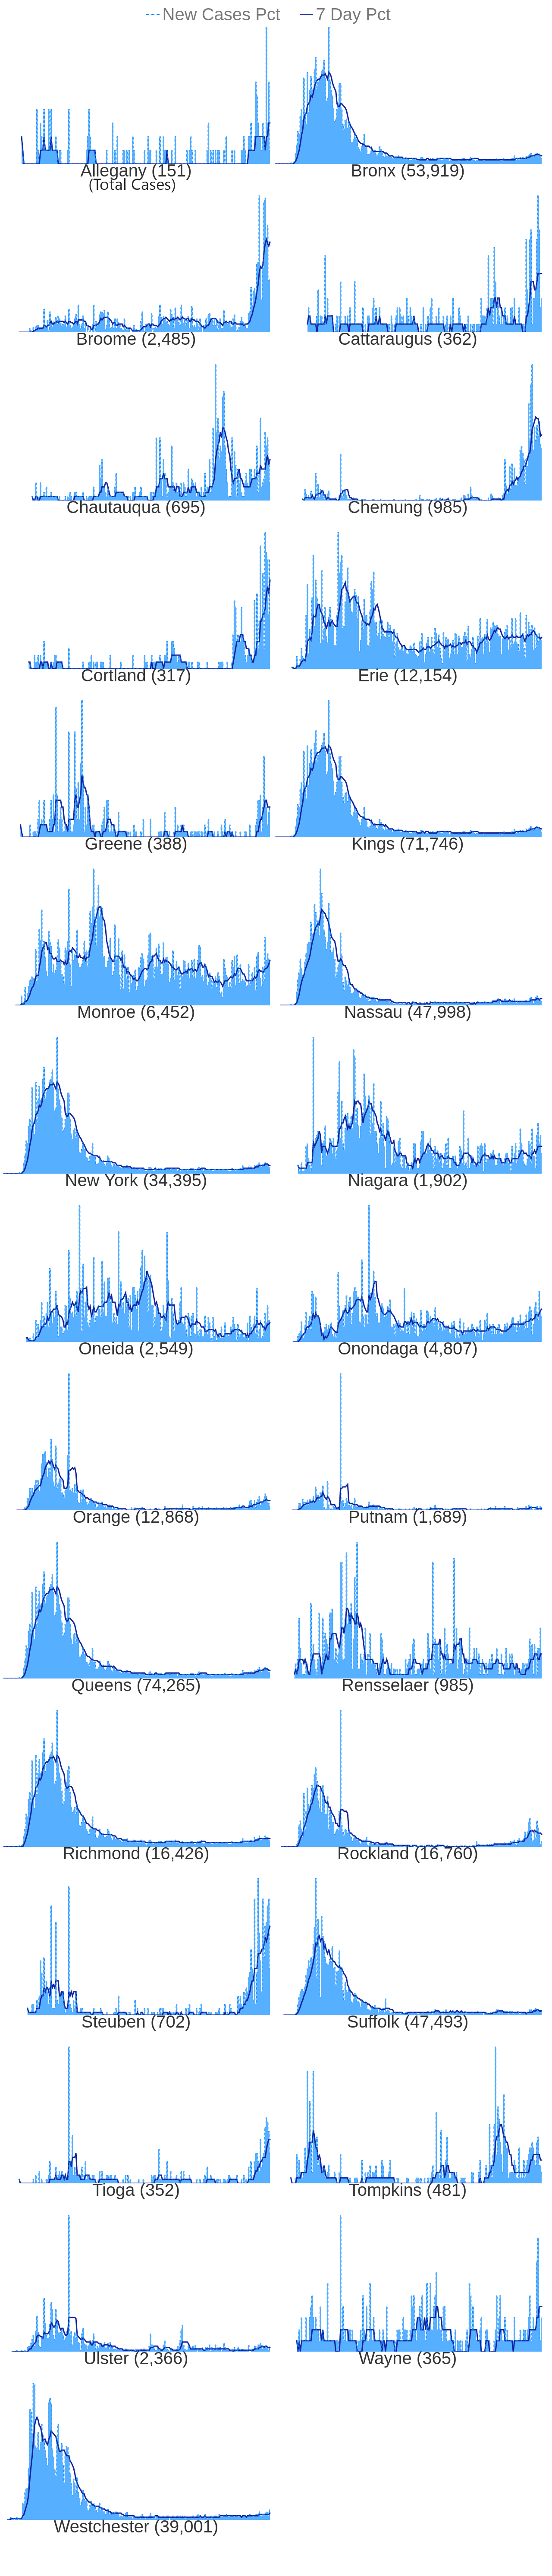 New Cases Pct 7 Day Pct
Allegany (151) Bronx (53,919)
(Total Cases)
Broome (2,485) Cattaraugus (362)
Chautauqua (695) Chemung (985)
Cortland (317) Erie (12,154)
Greene (388) Kings (71,746)
Monroe (6,452) Nassau (47,998)
New York (34,395) Niagara (1,902)
Oneida (2,549) Onondaga (4,807)
Orange (12,868) Putnam (1,689)
Queens (74,265) Rensselaer (985)
Richmond (16,426) Rockland (16,760)
Steuben (702) Suffolk (47,493)
Tioga (352) Tompkins (481)
Ulster (2,366) Wayne (365)
Westchester (39,001)